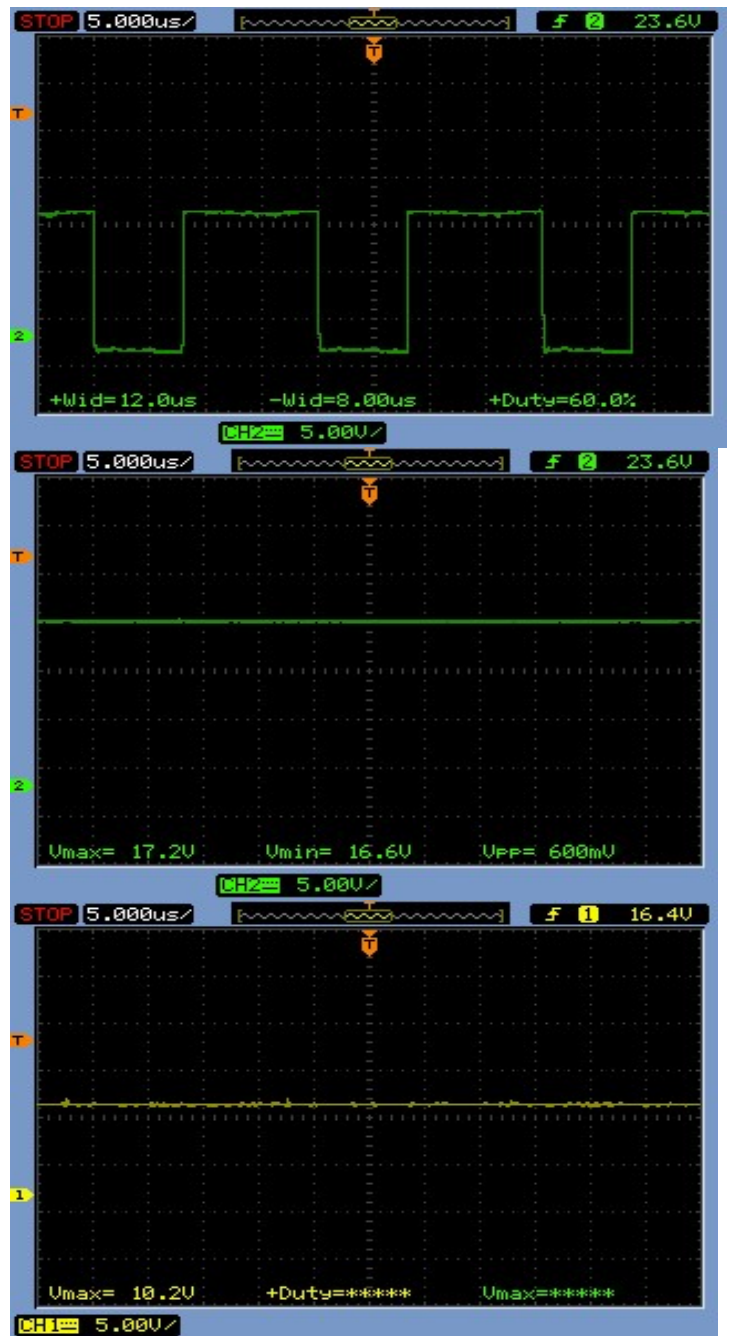 STOP 5.000us/ T ƒ 2 23.6V
T
T
2
+Wid=12.0us -Wid=8.00us +Duty=60.0%
CH2 5.00V/
STOP 5.000us/ T ƒ 2 23.6V
T
T
2
Vmax= 17.2V Vmin= 16.6V VPP= 600mV
CH2 5.00V/
STOP 5.000us/ T ƒ 1 16.4V
T
T
1
Vmax= 10.2V +Duty=***** Vmax=*****
CH1 5.00V/